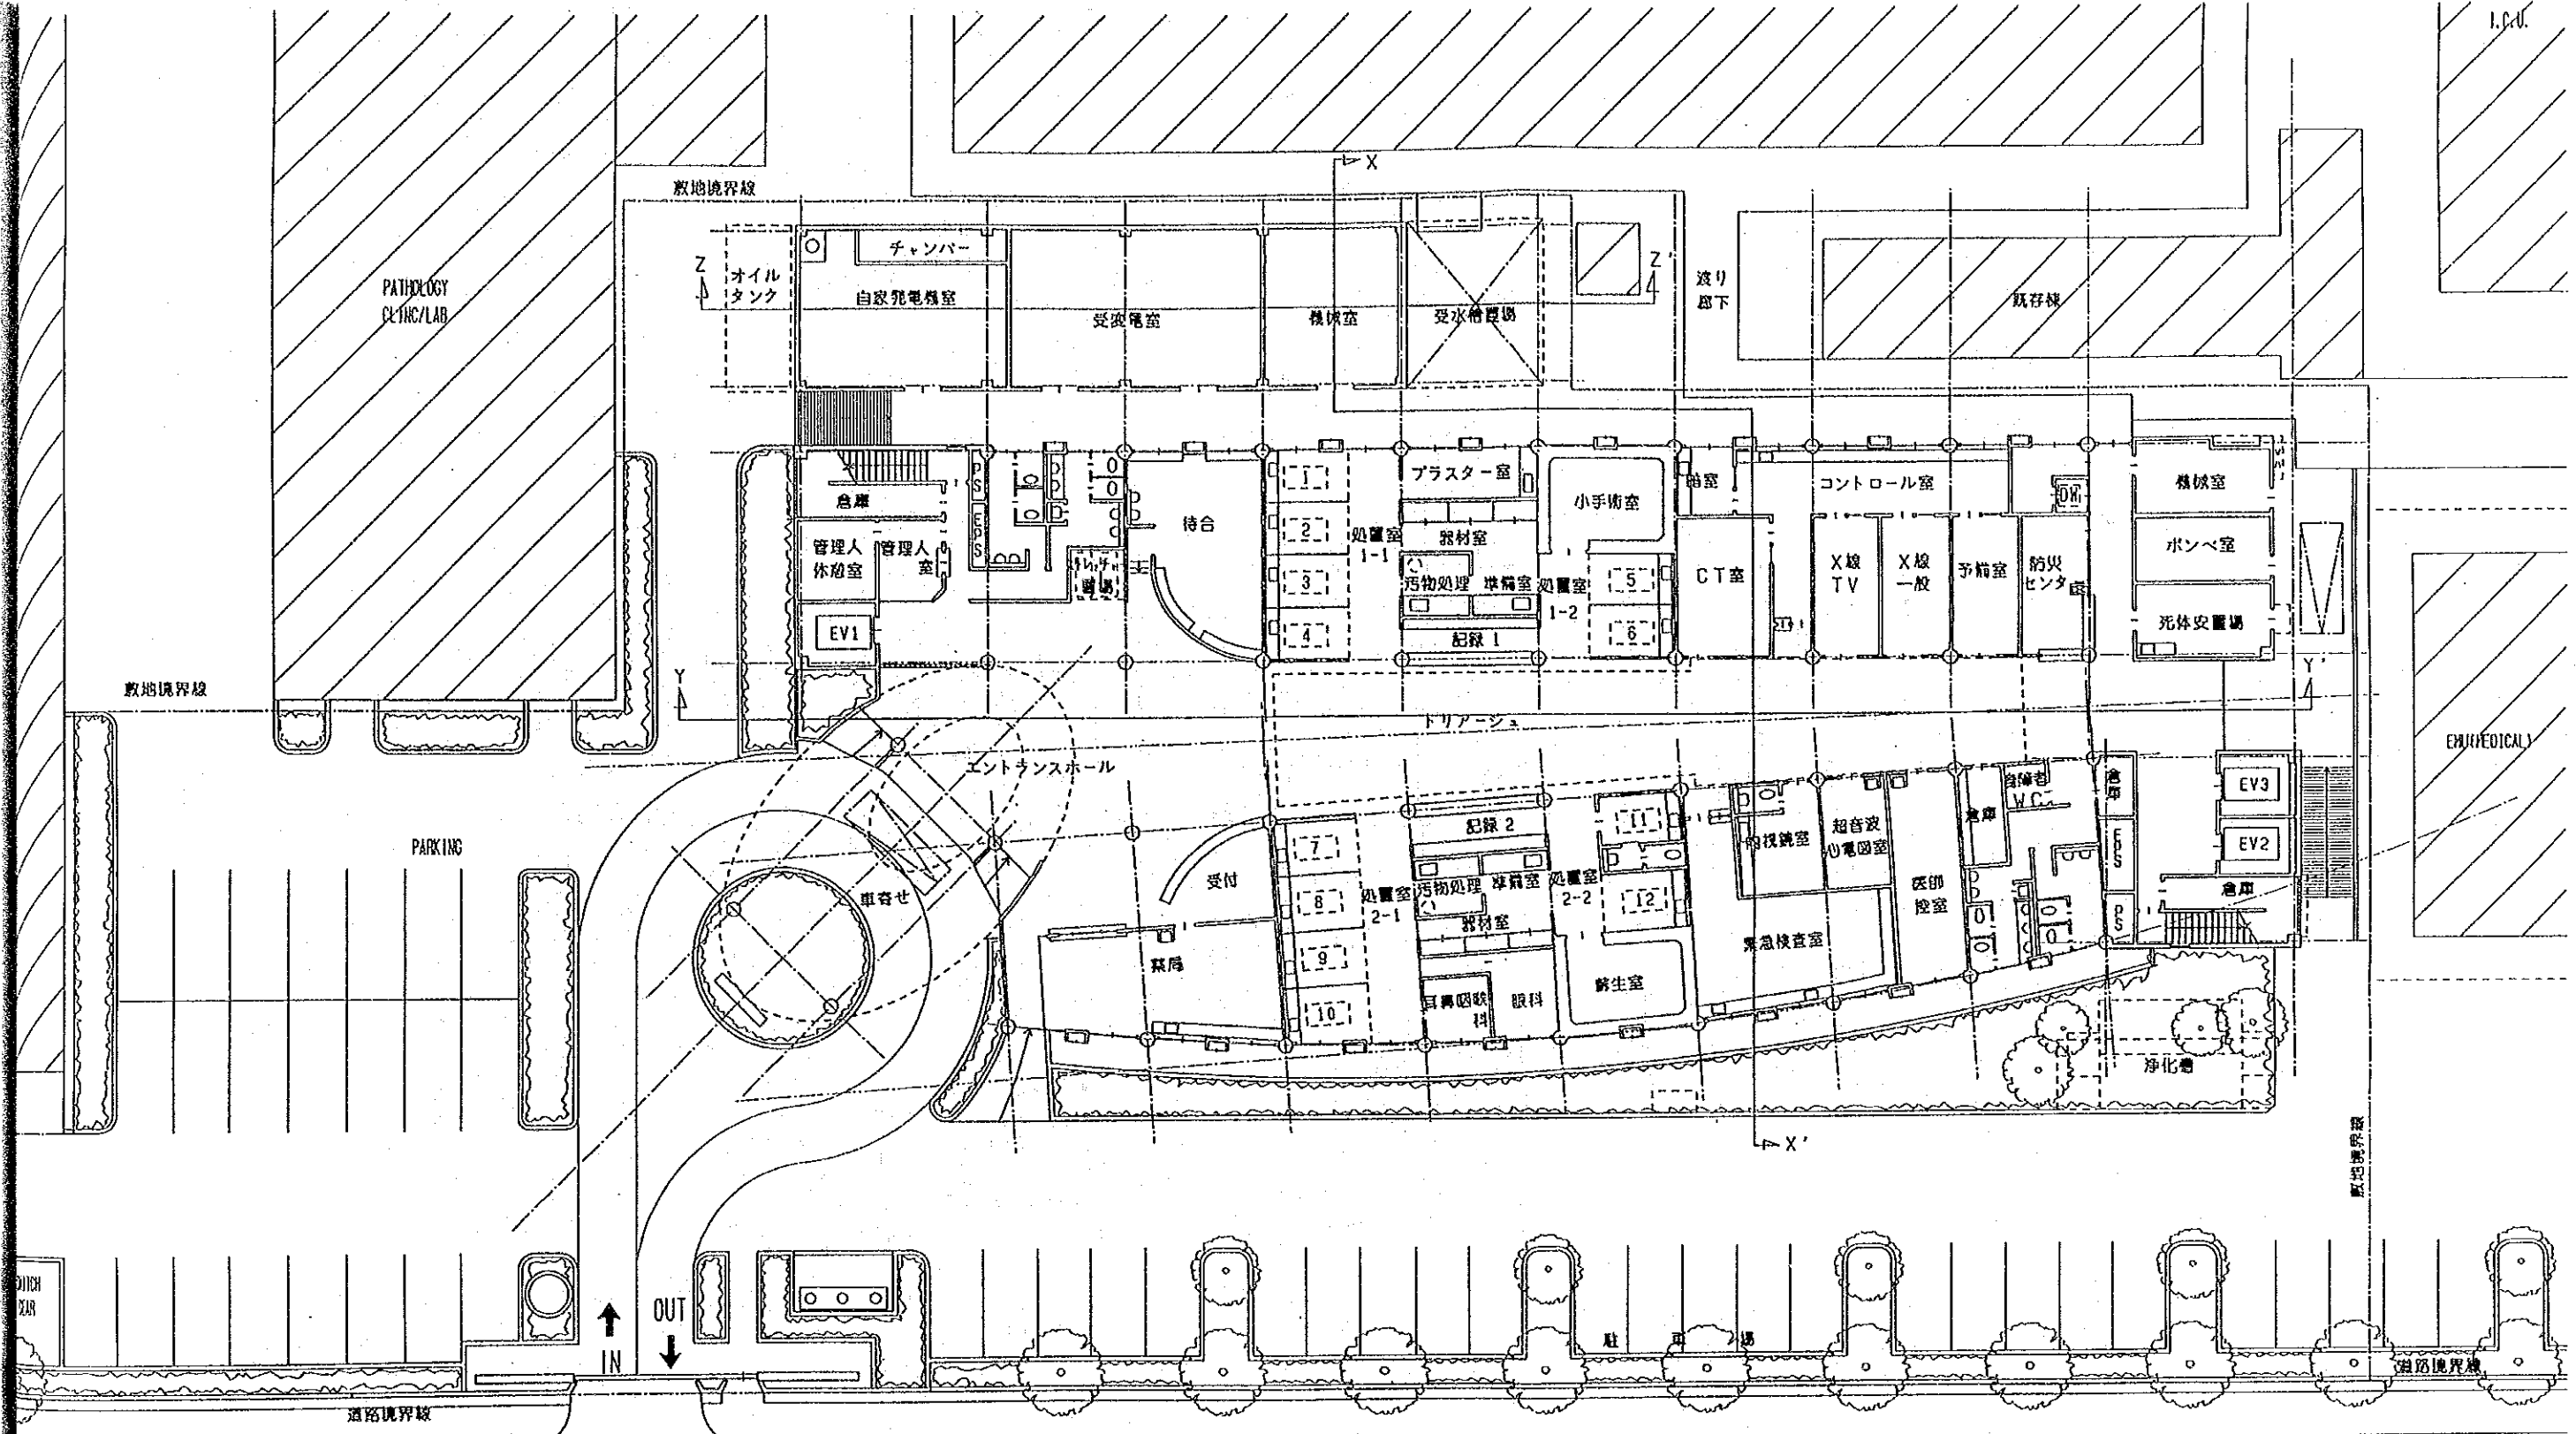 I.C.U.
X
敷地境界線
Z
オイル
タンク
チャンバー
自家発電機室
受変電室
機械室
受水槽置場
Z'
渡り
廊下
既存棟
PATHOLOGY
CLINC/LAB
倉庫
管理人
休憩室
管理人
室
EV1
PS
EPS
待合
1
2
3
4
処置室
1-1
プラスター室
器材室
汚物処理
準備室
記録 1
小手術室
処置室
1-2
5
6
CT室
コントロール室
X線
TV
X線
一般
予備室
防災
センター
DW
機械室
ボンベ室
死体安置場
敷地境界線
Y
Y'
トリアージュ
エントランスホール
EMU(MEDICAL)
PARKING
車寄せ
受付
薬局
7
8
9
10
処置室
2-1
記録 2
汚物処理
準備室
器材室
耳鼻咽喉
科
眼科
処置室
2-2
11
12
蘇生室
内視鏡室
超音波
心電図室
緊急検査室
医師
控室
倉庫
WC
倉庫
EPS
PS
EV3
EV2
倉庫
浄化槽
X'
敷地境界線
OUT
IN
駐車場
道路境界線
道路境界線